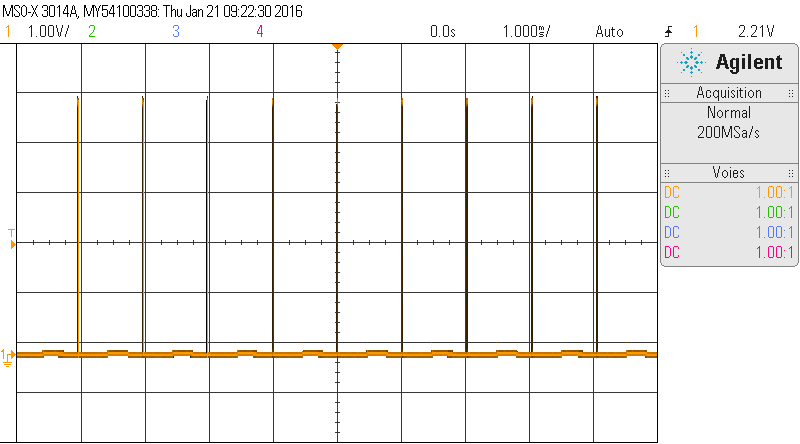 MSO-X 3014A, MY54100338: Thu Jan 21 09:22:30 2016
1 1.00V/ 2 3 4 0.0s 1.000ms/ Auto 1 2.21V
Agilent
Acquisition
Normal
200MSa/s
Voies
DC 1.00:1
DC 1.00:1
DC 1.00:1
DC 1.00:1
T
1